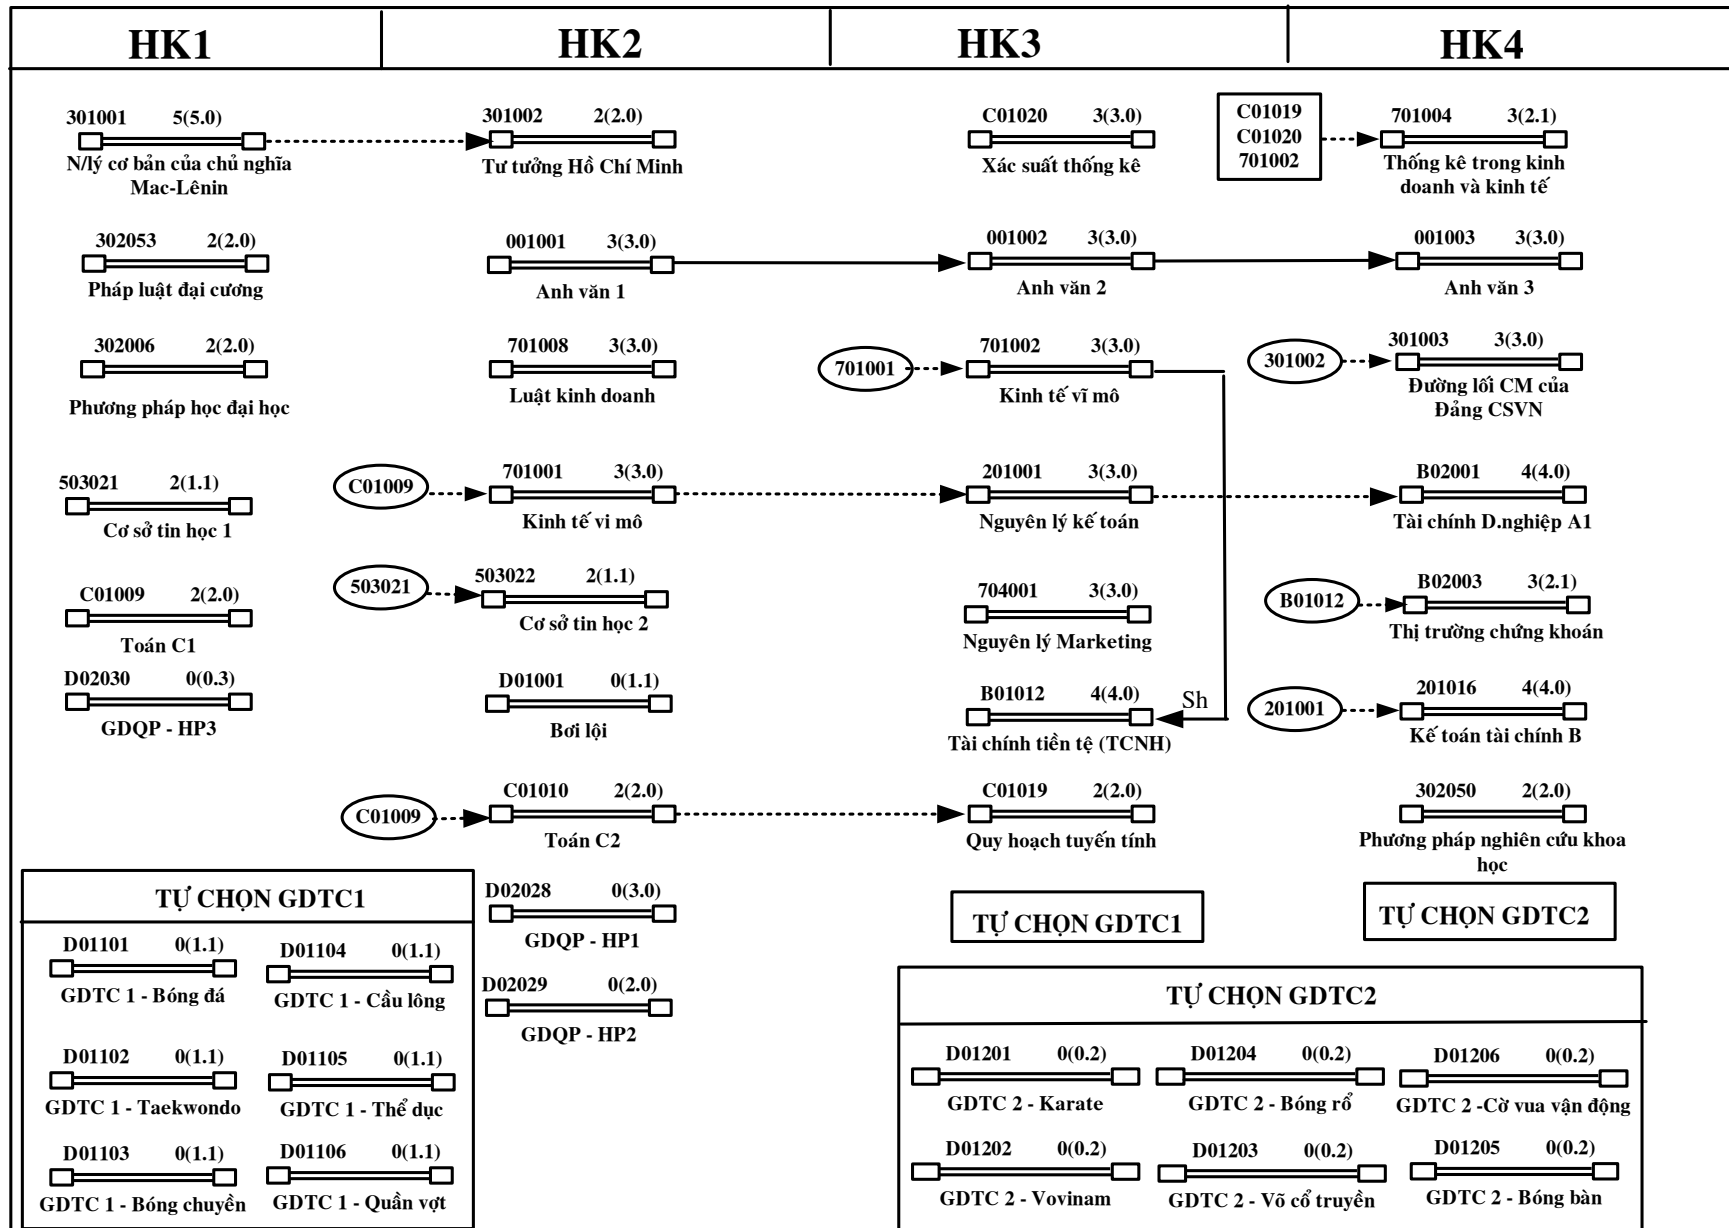 HK1
HK2
HK3
HK4
301001 5(5.0)
N/lý cơ bản của chủ nghĩa
Mac-Lênin
302053 2(2.0)
Pháp luật đại cương
302006 2(2.0)
Phương pháp học đại học
503021 2(1.1)
Cơ sở tin học 1
C01009 2(2.0)
Toán C1
D02030 0(0.3)
GDQP - HP3
301002 2(2.0)
Tư tưởng Hồ Chí Minh
001001 3(3.0)
Anh văn 1
701008 3(3.0)
Luật kinh doanh
C01009
701001 3(3.0)
Kinh tế vi mô
503021
503022 2(1.1)
Cơ sở tin học 2
D01001 0(1.1)
Bơi lội
C01009
C01010 2(2.0)
Toán C2
D02028 0(3.0)
GDQP - HP1
D02029 0(2.0)
GDQP - HP2
C01020 3(3.0)
Xác suất thống kê
001002 3(3.0)
Anh văn 2
701001
701002 3(3.0)
Kinh tế vĩ mô
201001 3(3.0)
Nguyên lý kế toán
704001 3(3.0)
Nguyên lý Marketing
B01012 4(4.0)
Sh
Tài chính tiền tệ (TCNH)
C01019 2(2.0)
Quy hoạch tuyến tính
TỰ CHỌN GDTC1
C01019
C01020
701002
701004 3(2.1)
Thống kê trong kinh
doanh và kinh tế
001003 3(3.0)
Anh văn 3
301002
301003 3(3.0)
Đường lối CM của
Đảng CSVN
B02001 4(4.0)
Tài chính D.nghiệp A1
B01012
B02003 3(2.1)
Thị trường chứng khoán
201001
201016 4(4.0)
Kế toán tài chính B
302050 2(2.0)
Phương pháp nghiên cứu khoa
học
TỰ CHỌN GDTC2
TỰ CHỌN GDTC1
D01101 0(1.1)
GDTC 1 - Bóng đá
D01104 0(1.1)
GDTC 1 - Cầu lông
D01102 0(1.1)
GDTC 1 - Taekwondo
D01105 0(1.1)
GDTC 1 - Thể dục
D01103 0(1.1)
GDTC 1 - Bóng chuyền
D01106 0(1.1)
GDTC 1 - Quần vợt
TỰ CHỌN GDTC2
D01201 0(0.2)
GDTC 2 - Karate
D01204 0(0.2)
GDTC 2 - Bóng rổ
D01206 0(0.2)
GDTC 2 -Cờ vua vận động
D01202 0(0.2)
GDTC 2 - Vovinam
D01203 0(0.2)
GDTC 2 - Võ cổ truyền
D01205 0(0.2)
GDTC 2 - Bóng bàn